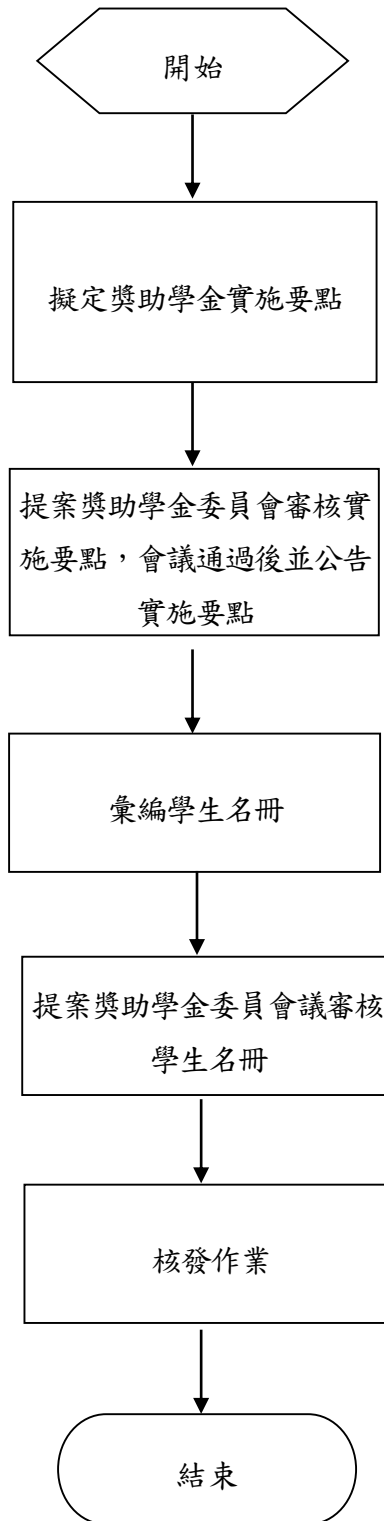 開始
擬定獎助學金實施要點
提案獎助學金委員會審核實
施要點，會議通過後並公告
實施要點
彙編學生名冊
提案獎助學金委員會議審核
學生名冊
核發作業
結束